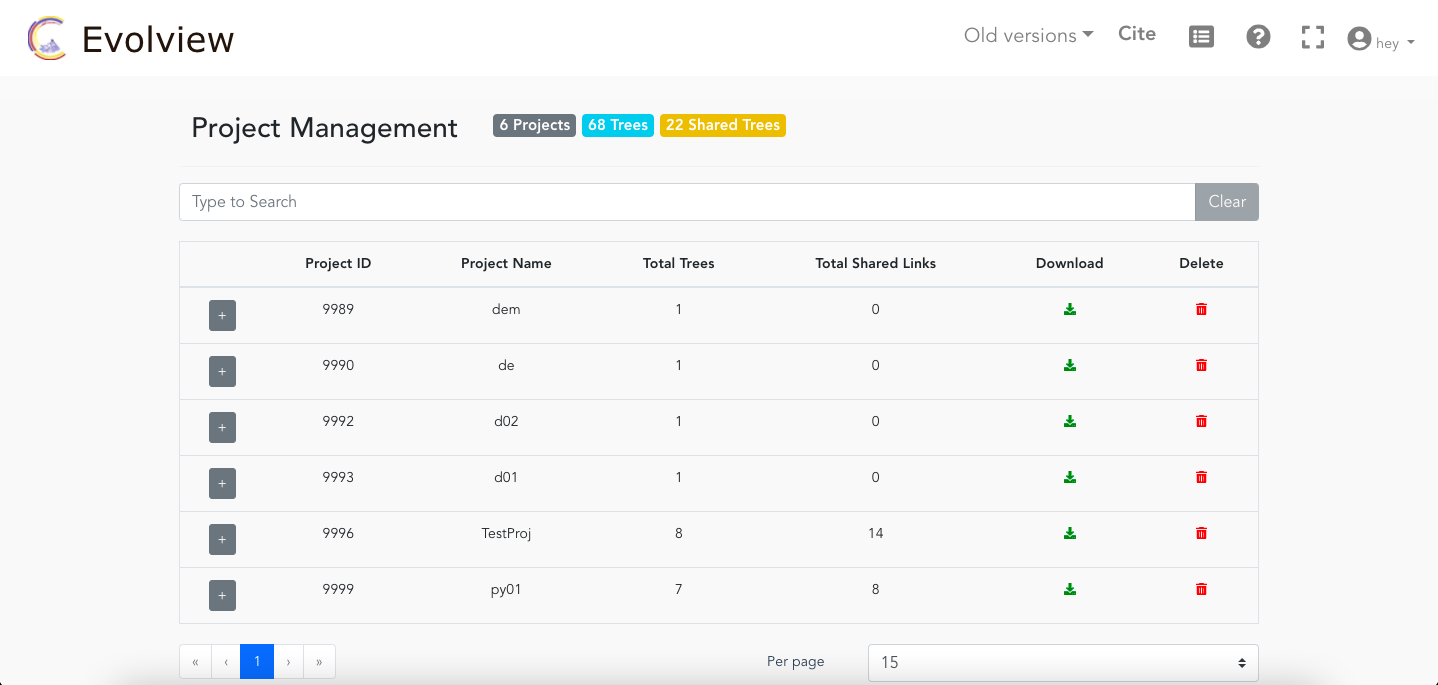 Evolview
Old versions Cite hey
Project Management 6 Projects 68 Trees 22 Shared Trees
Type to Search Clear
Project ID Project Name Total Trees Total Shared Links Download Delete
+ 9989 dem 1 0
+ 9990 de 1 0
+ 9992 d02 1 0
+ 9993 d01 1 0
+ 9996 TestProj 8 14
+ 9999 py01 7 8
« ‹ 1 › » Per page 15